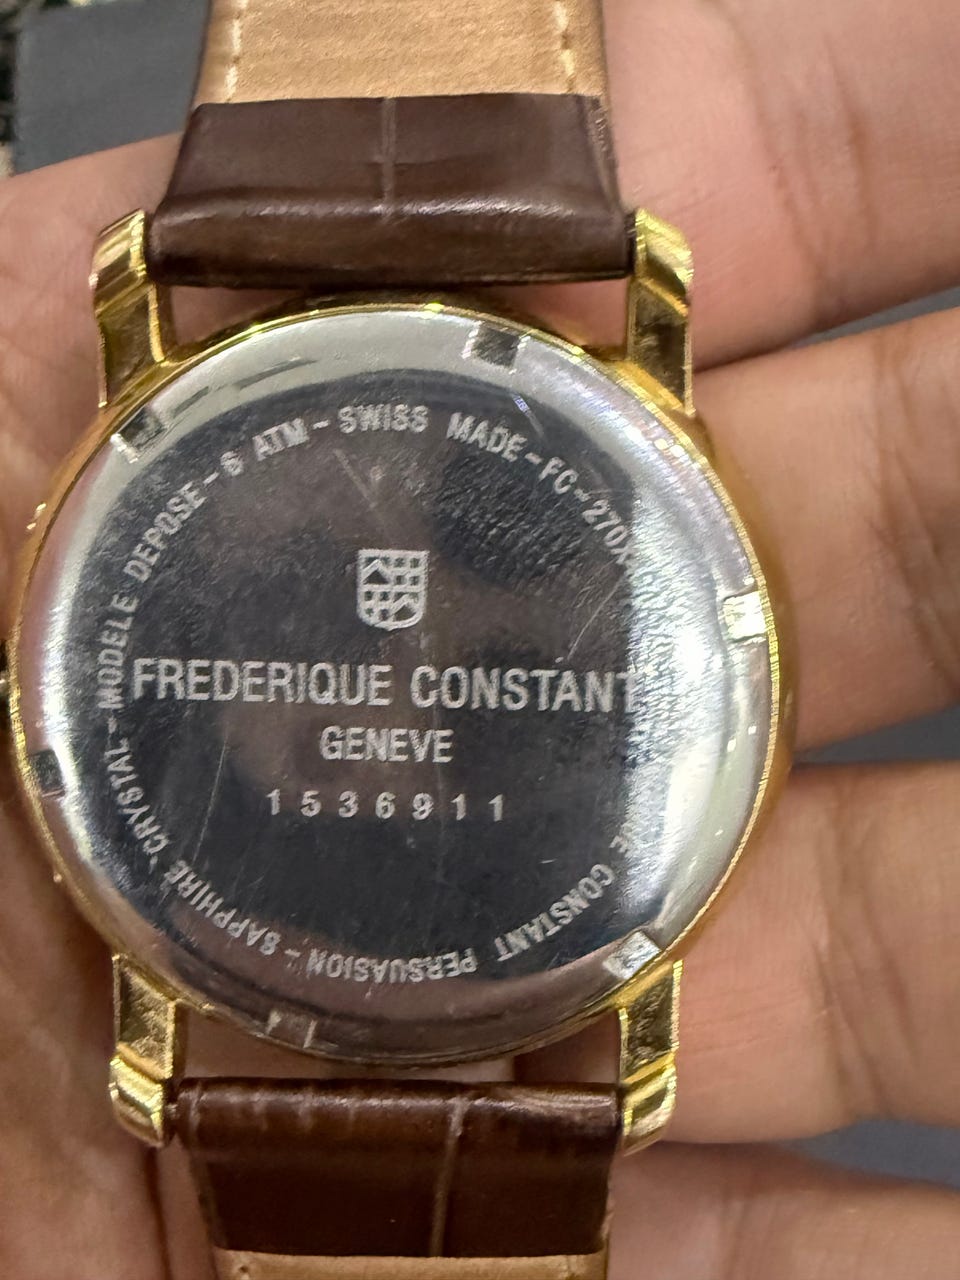 MODELE DEPOSE - 6 ATM - SWISS MADE - FC-270X
CONSTANT PERSUASION - SAPPHIRE CRYSTAL -
FREDERIQUE CONSTANT
GENEVE
1536911